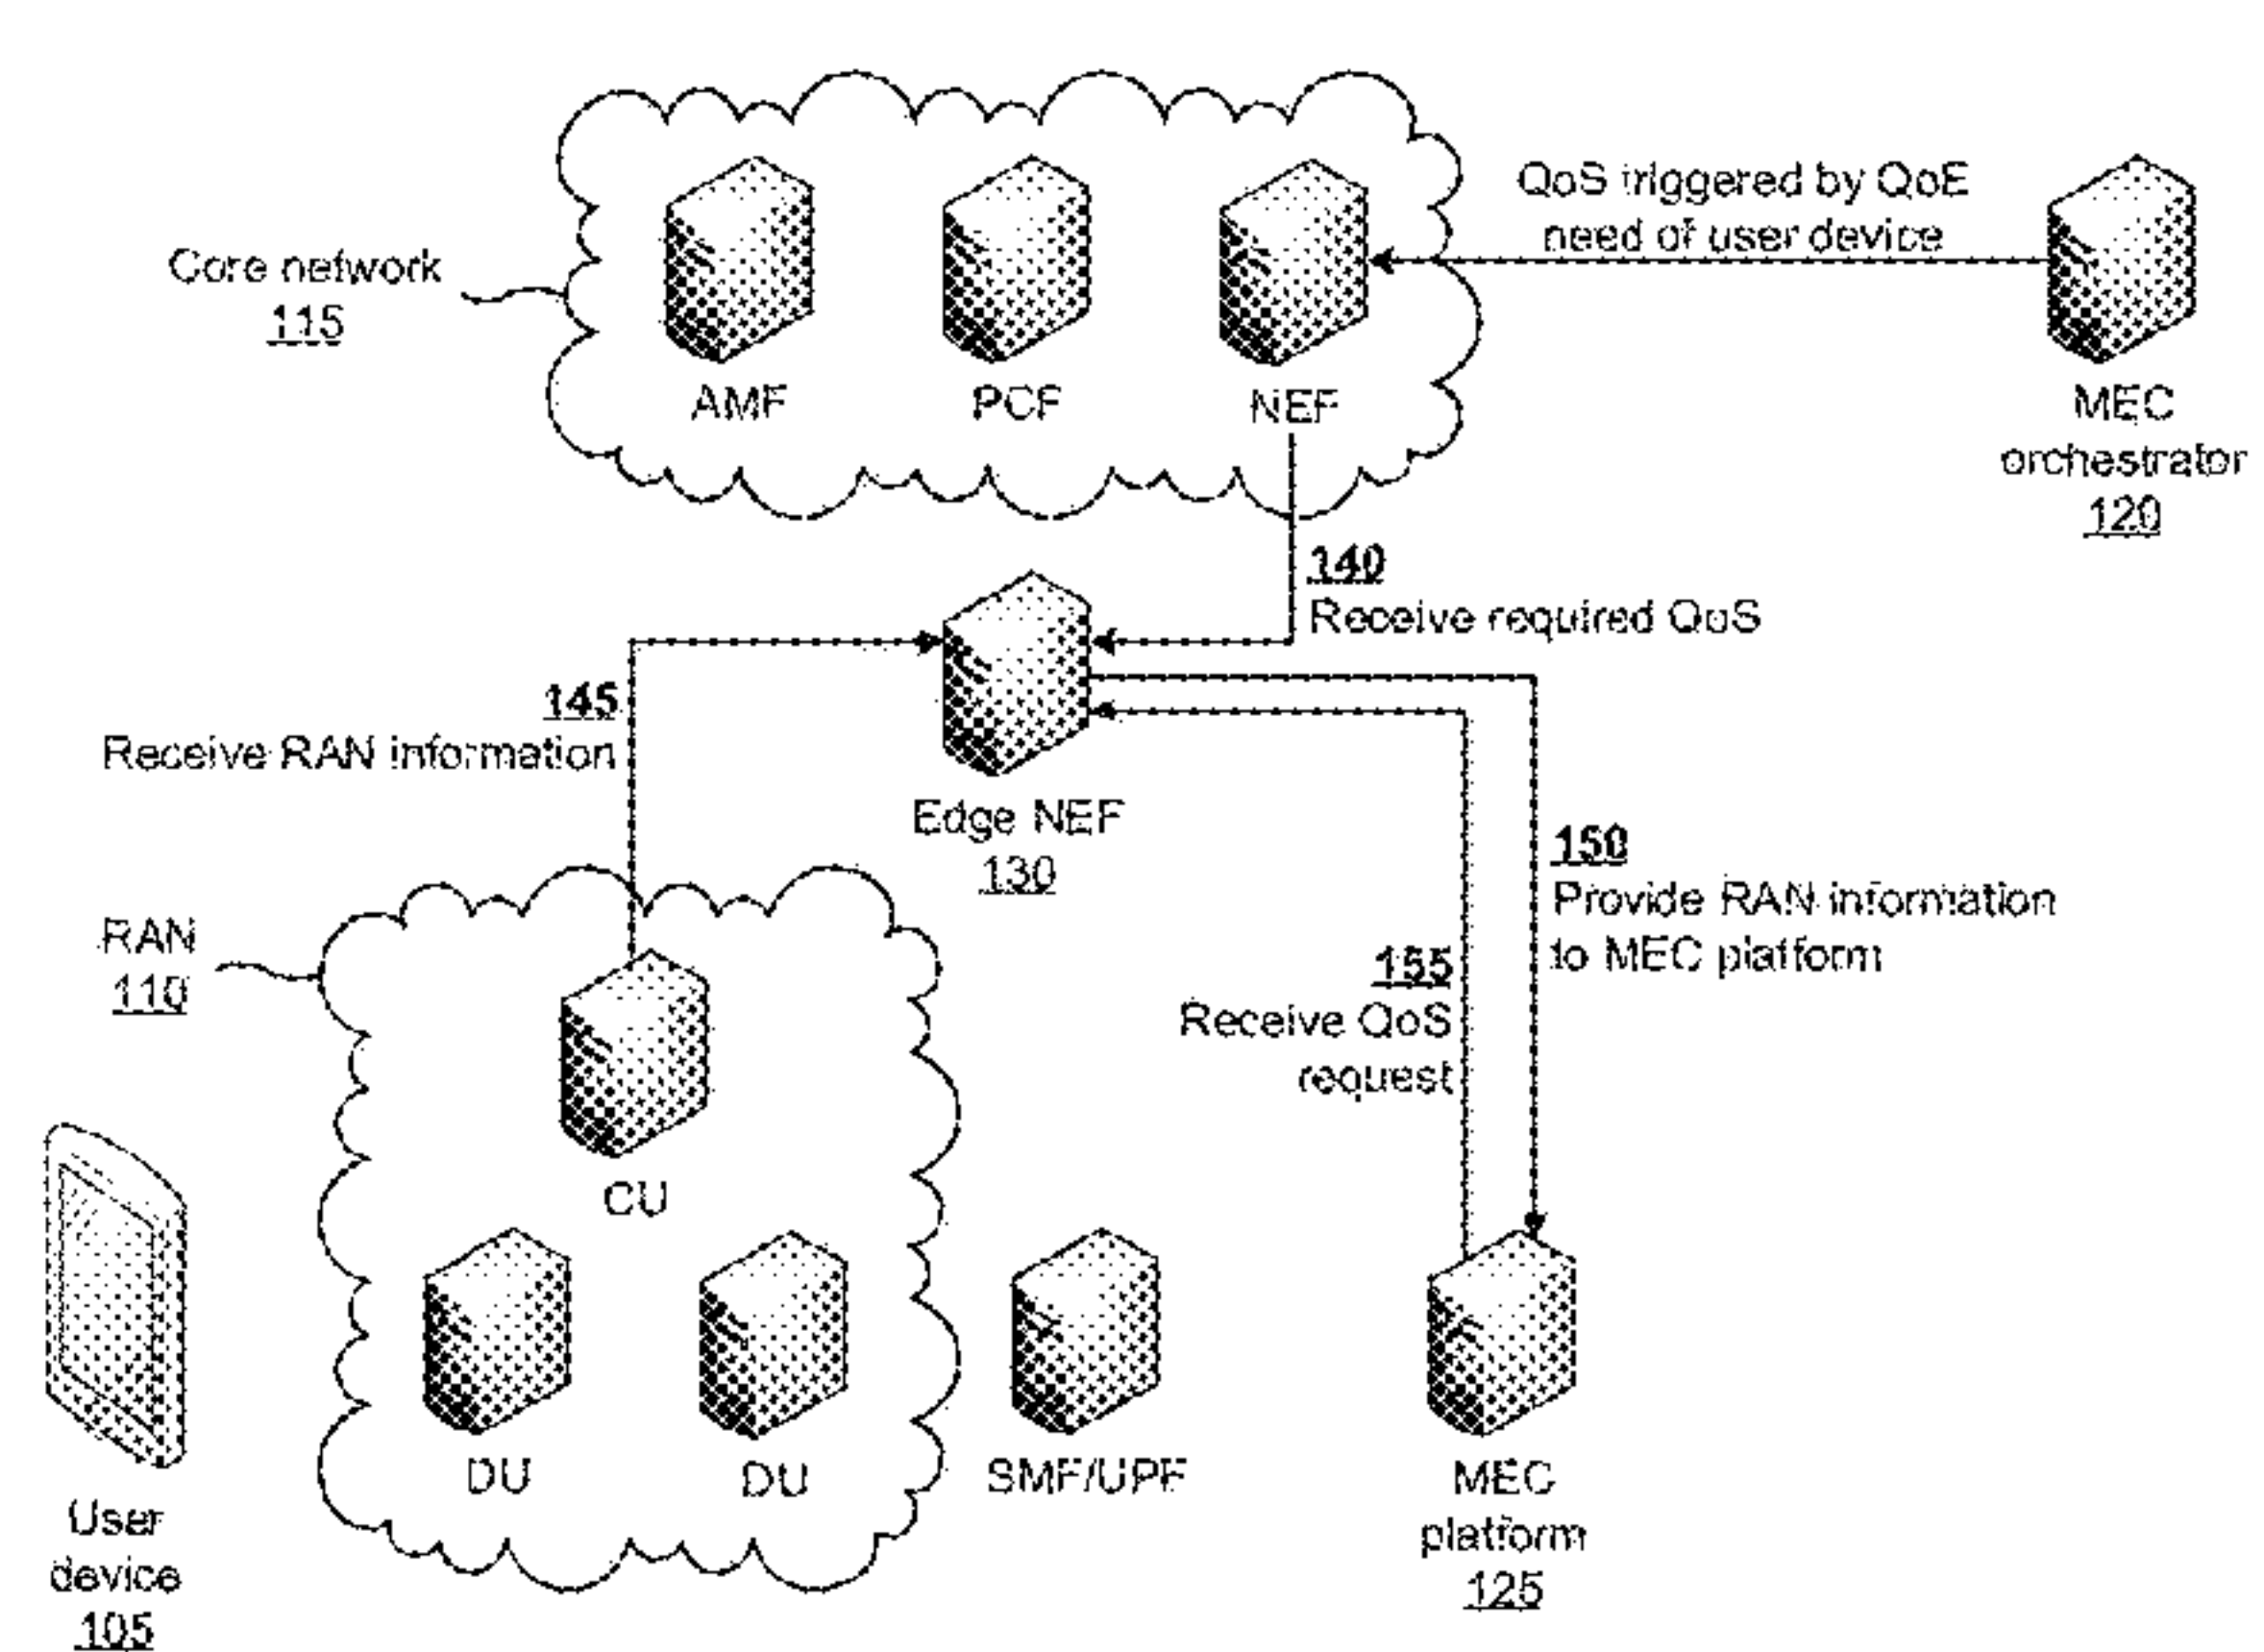 QoS triggered by QoE
need of user device
Core network
115
AMF
PCF
NEF
MEC
orchestrator
120
140
Receive required QoS
145
Receive RAN information
Edge NEF
130
150
Provide RAN information
to MEC platform
RAN
110
155
Receive QoS
request
CU
DU
DU
SMF/UPF
MEC
platform
125
User
device
105